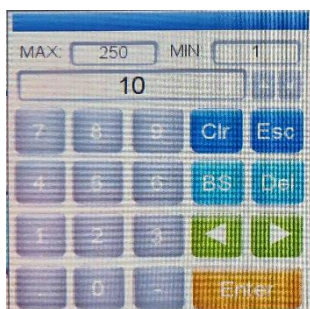 MAX: 250 MIN 1
10
7 8 9 Clr Esc
4 5 6 BS Del
1 2 3
. 0 - Enter